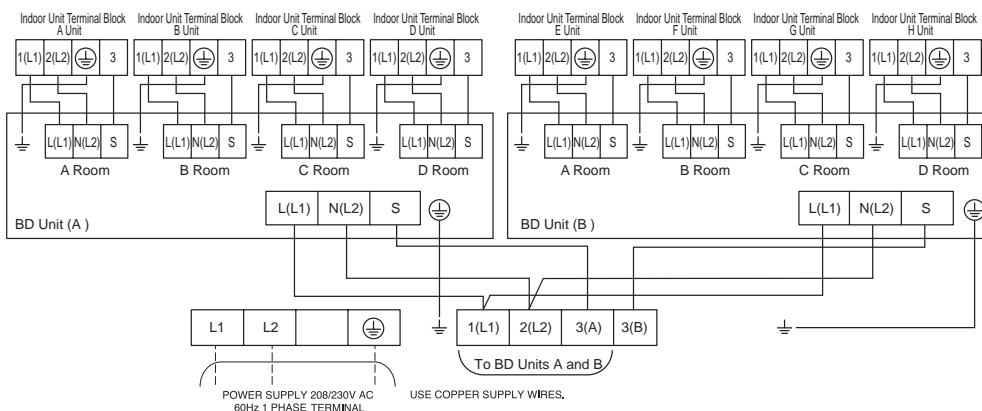 Indoor Unit Terminal Block Indoor Unit Terminal Block Indoor Unit Terminal Block Indoor Unit Terminal Block Indoor Unit Terminal Block Indoor Unit Terminal Block Indoor Unit Terminal Block Indoor Unit Terminal Block
A Unit B Unit C Unit D Unit E Unit F Unit G Unit H Unit
1(L1) 2(L2) 3 1(L1) 2(L2) 3 1(L1) 2(L2) 3 1(L1) 2(L2) 3 1(L1) 2(L2) 3 1(L1) 2(L2) 3 1(L1) 2(L2) 3 1(L1) 2(L2) 3
L(L1) N(L2) S L(L1) N(L2) S L(L1) N(L2) S L(L1) N(L2) S L(L1) N(L2) S L(L1) N(L2) S L(L1) N(L2) S L(L1) N(L2) S
A Room B Room C Room D Room A Room B Room C Room D Room
L(L1) N(L2) S L(L1) N(L2) S
BD Unit (A ) BD Unit (B )
L1 L2 1(L1) 2(L2) 3(A) 3(B)
To BD Units A and B
POWER SUPPLY 208/230V AC USE COPPER SUPPLY WIRES.
60Hz 1 PHASE TERMINAL